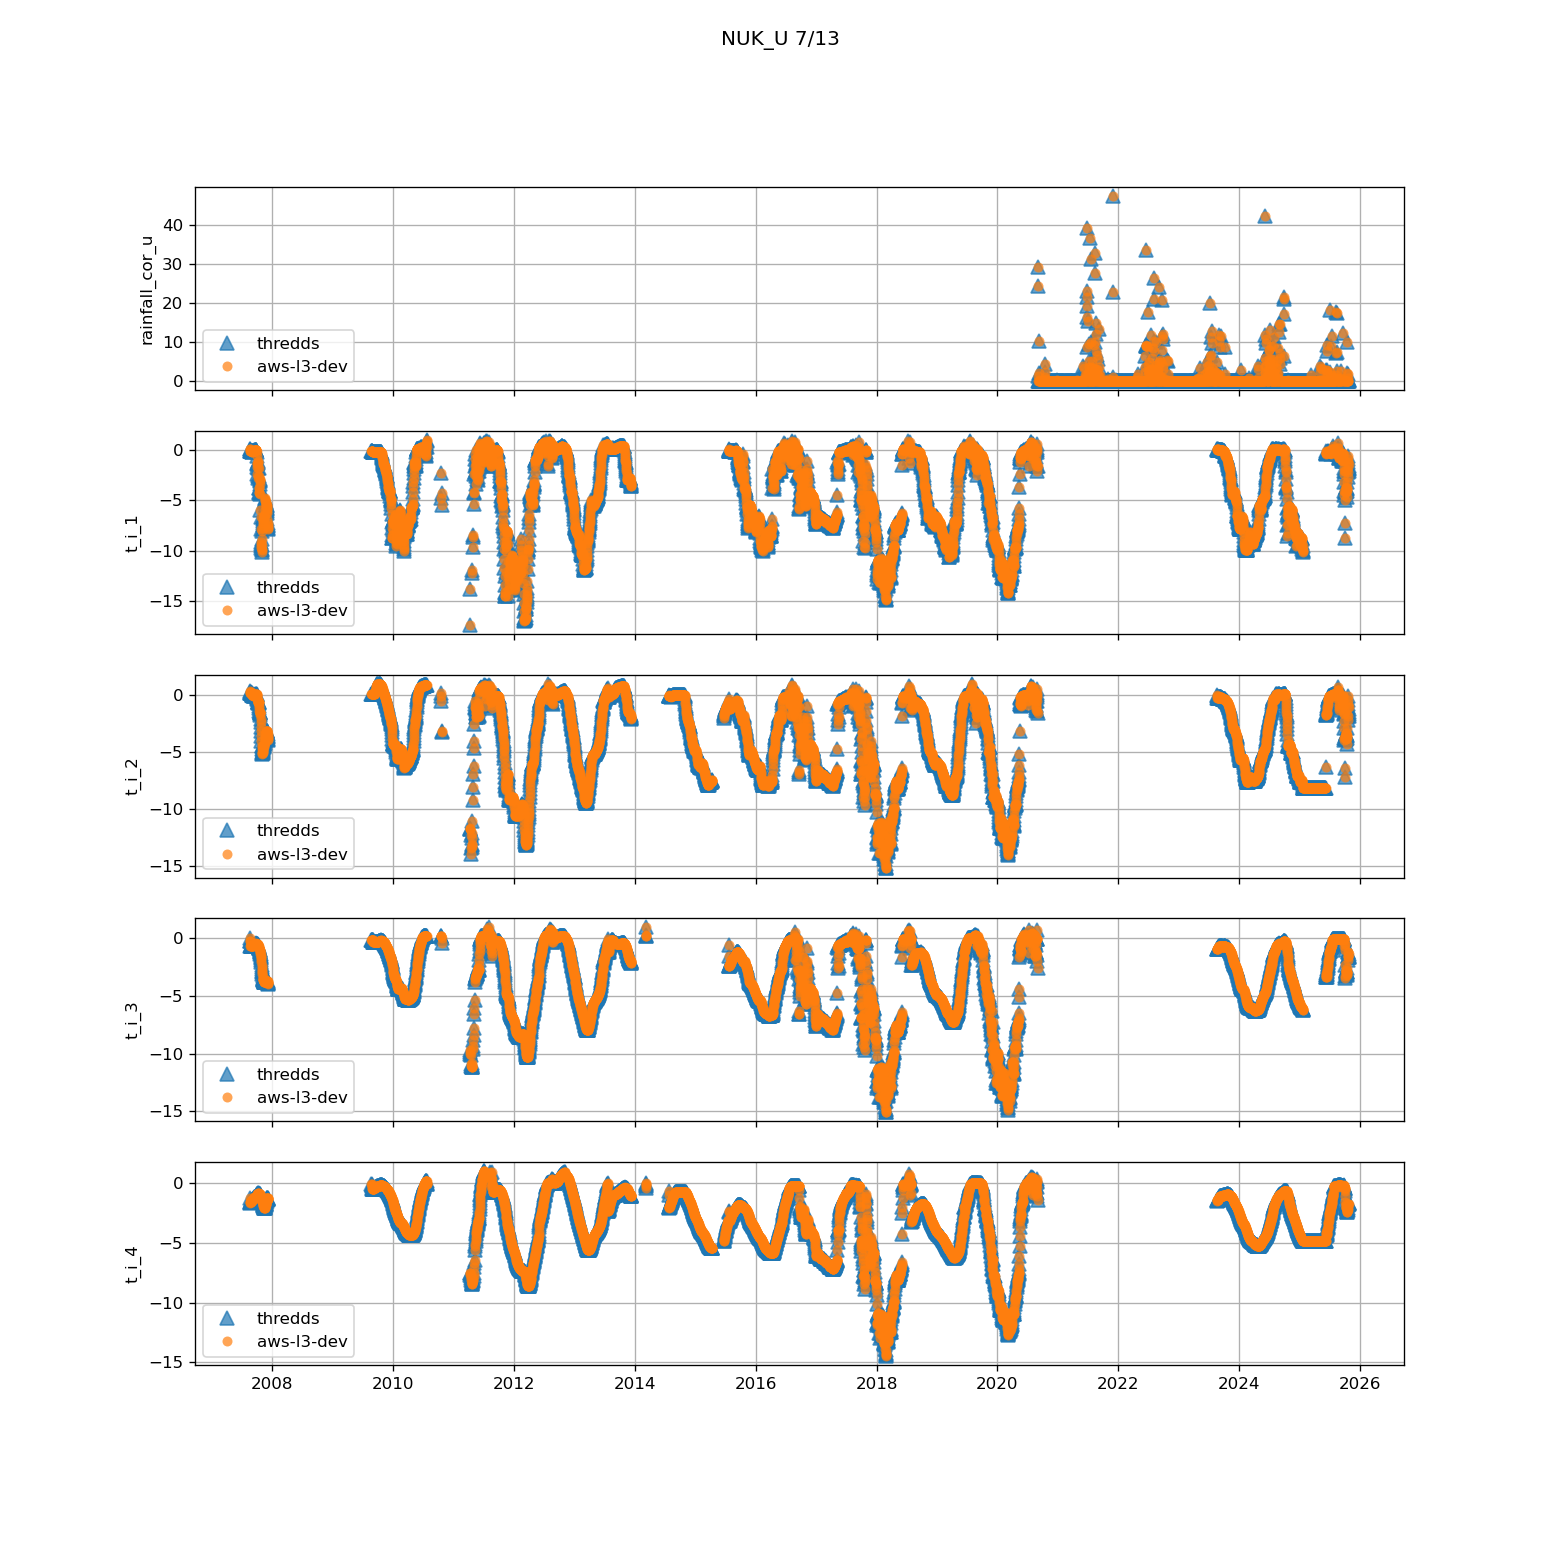 NUK_U 7/13
rainfall_cor_u
40
30
20
10
0
thredds
aws-l3-dev
t_i_1
0
−5
−10
−15
thredds
aws-l3-dev
t_i_2
0
−5
−10
−15
thredds
aws-l3-dev
t_i_3
0
−5
−10
−15
thredds
aws-l3-dev
t_i_4
0
−5
−10
−15
thredds
aws-l3-dev
2008 2010 2012 2014 2016 2018 2020 2022 2024 2026